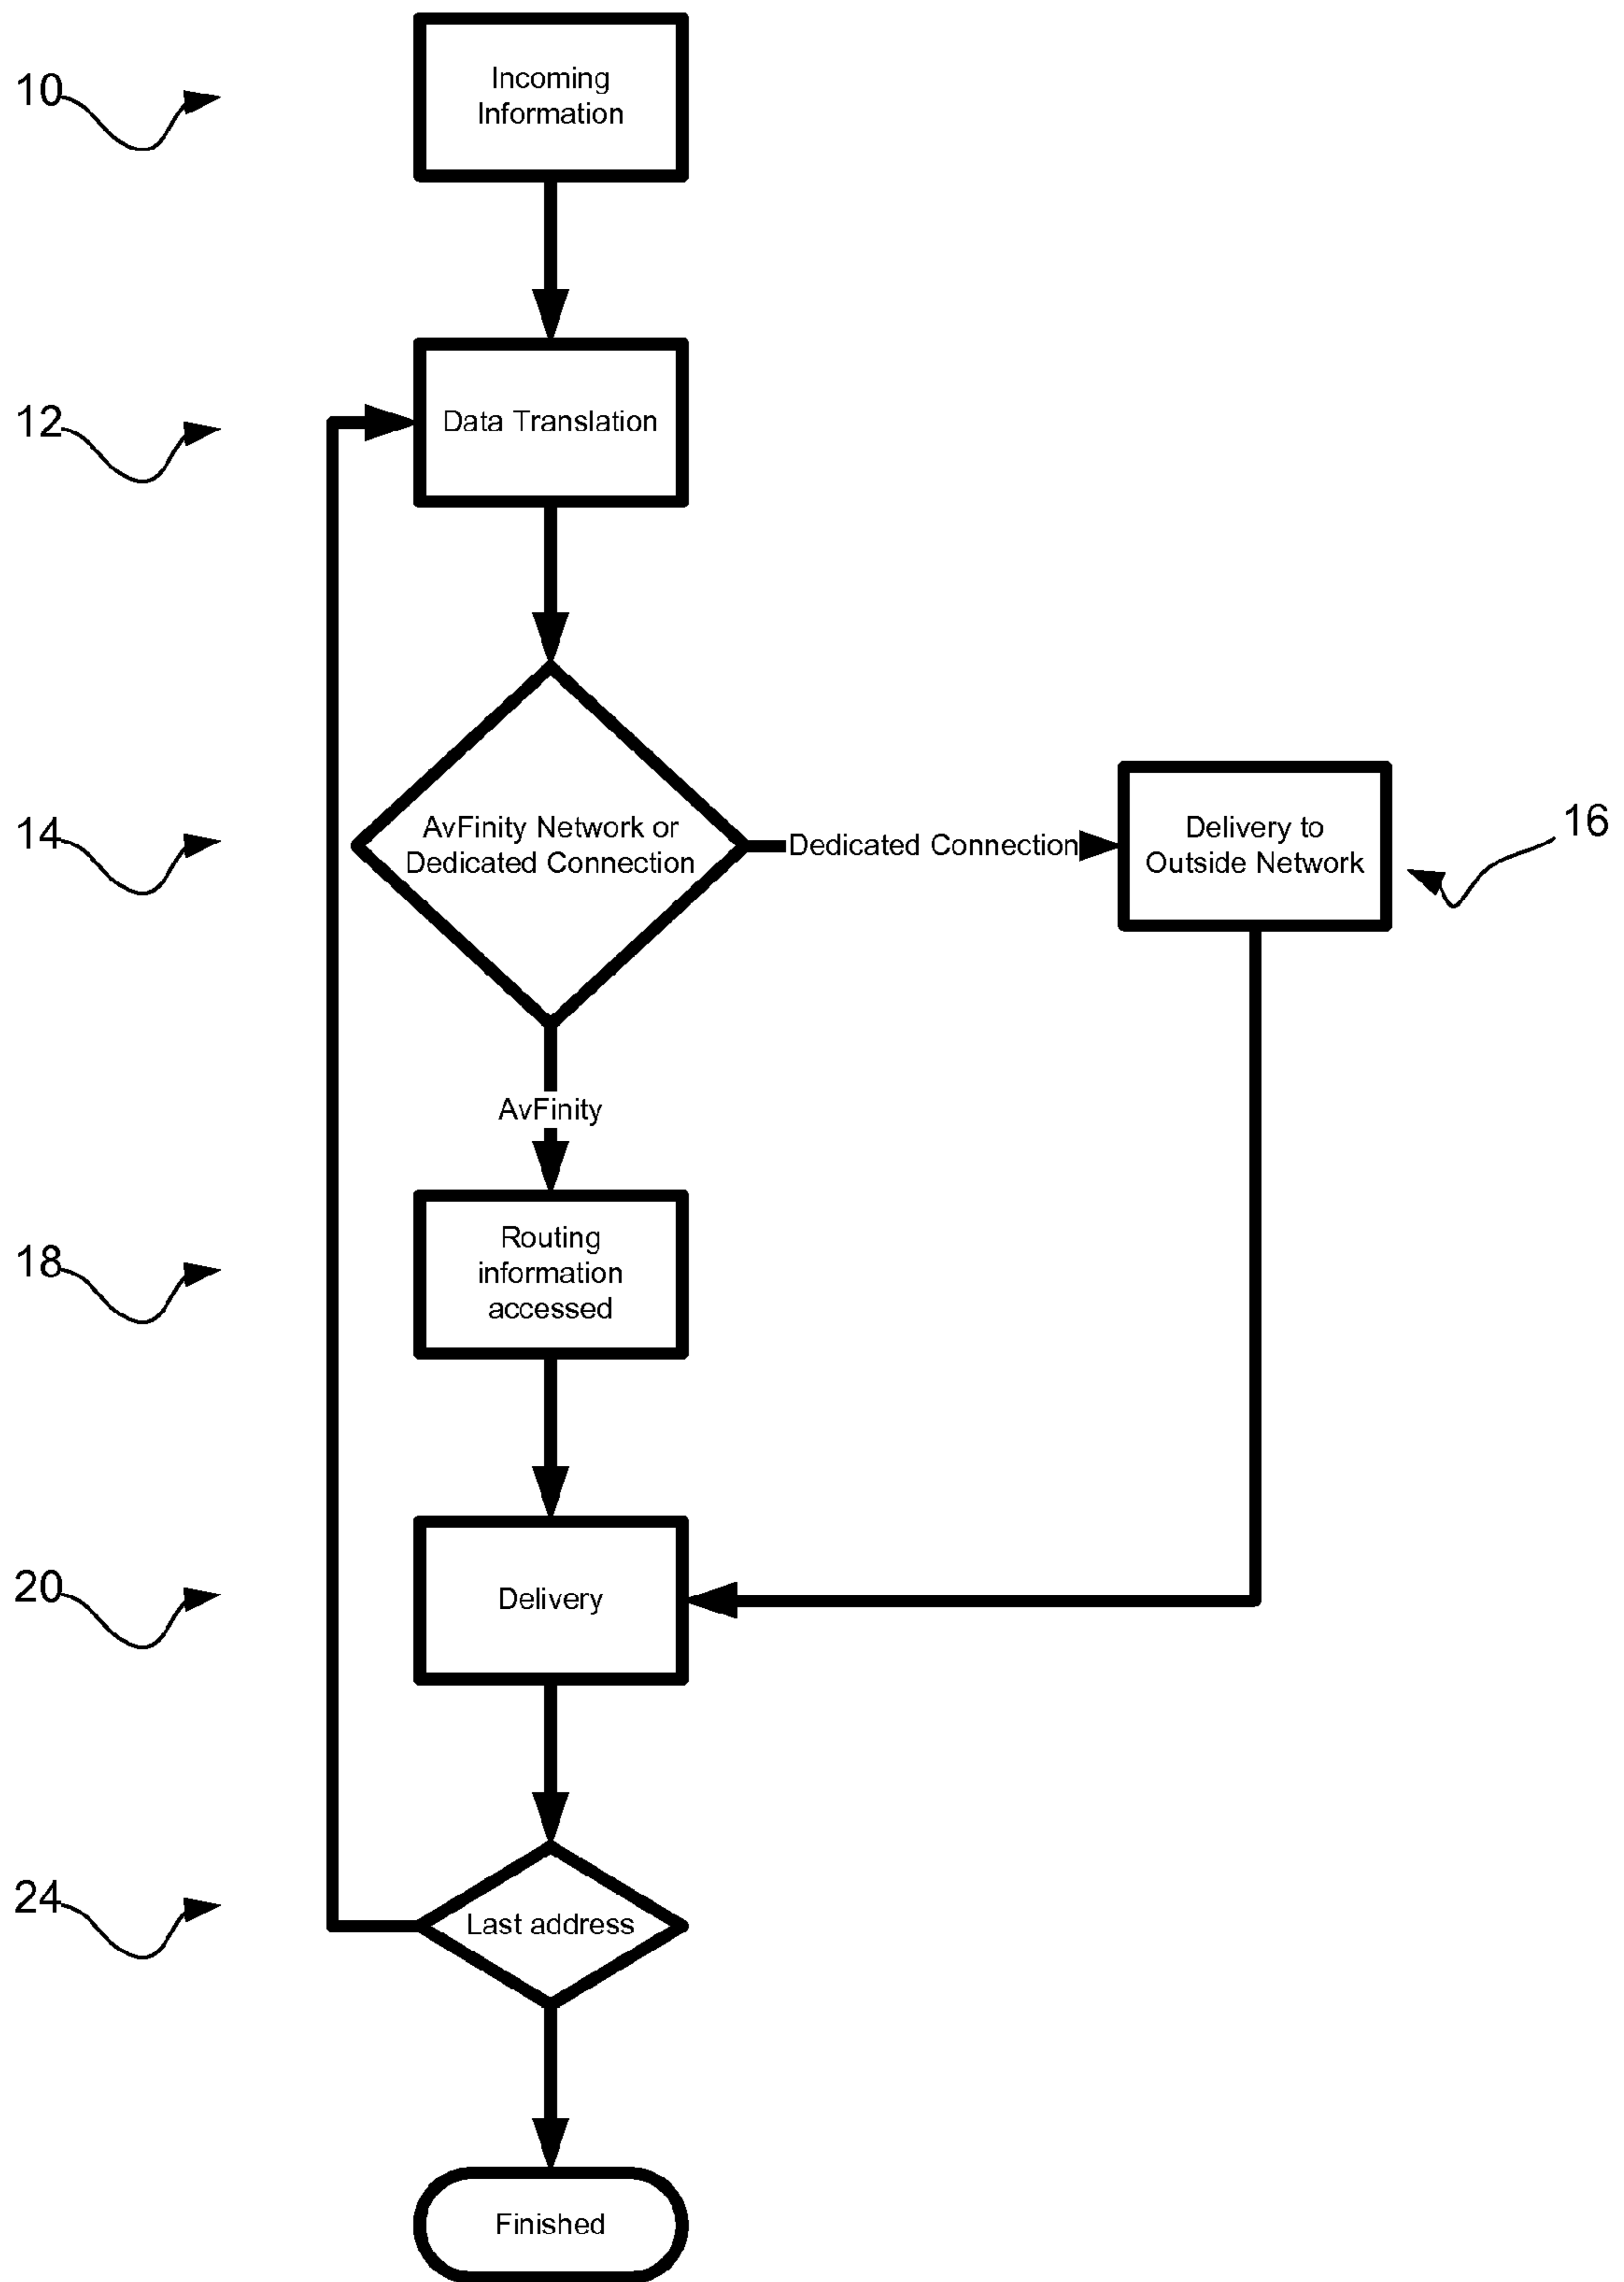 10
Incoming
Information
12
Data Translation
14
AvFinity Network or
Dedicated Connection
Dedicated Connection
Delivery to
Outside Network
16
AvFinity
18
Routing
information
accessed
20
Delivery
24
Last address
Finished